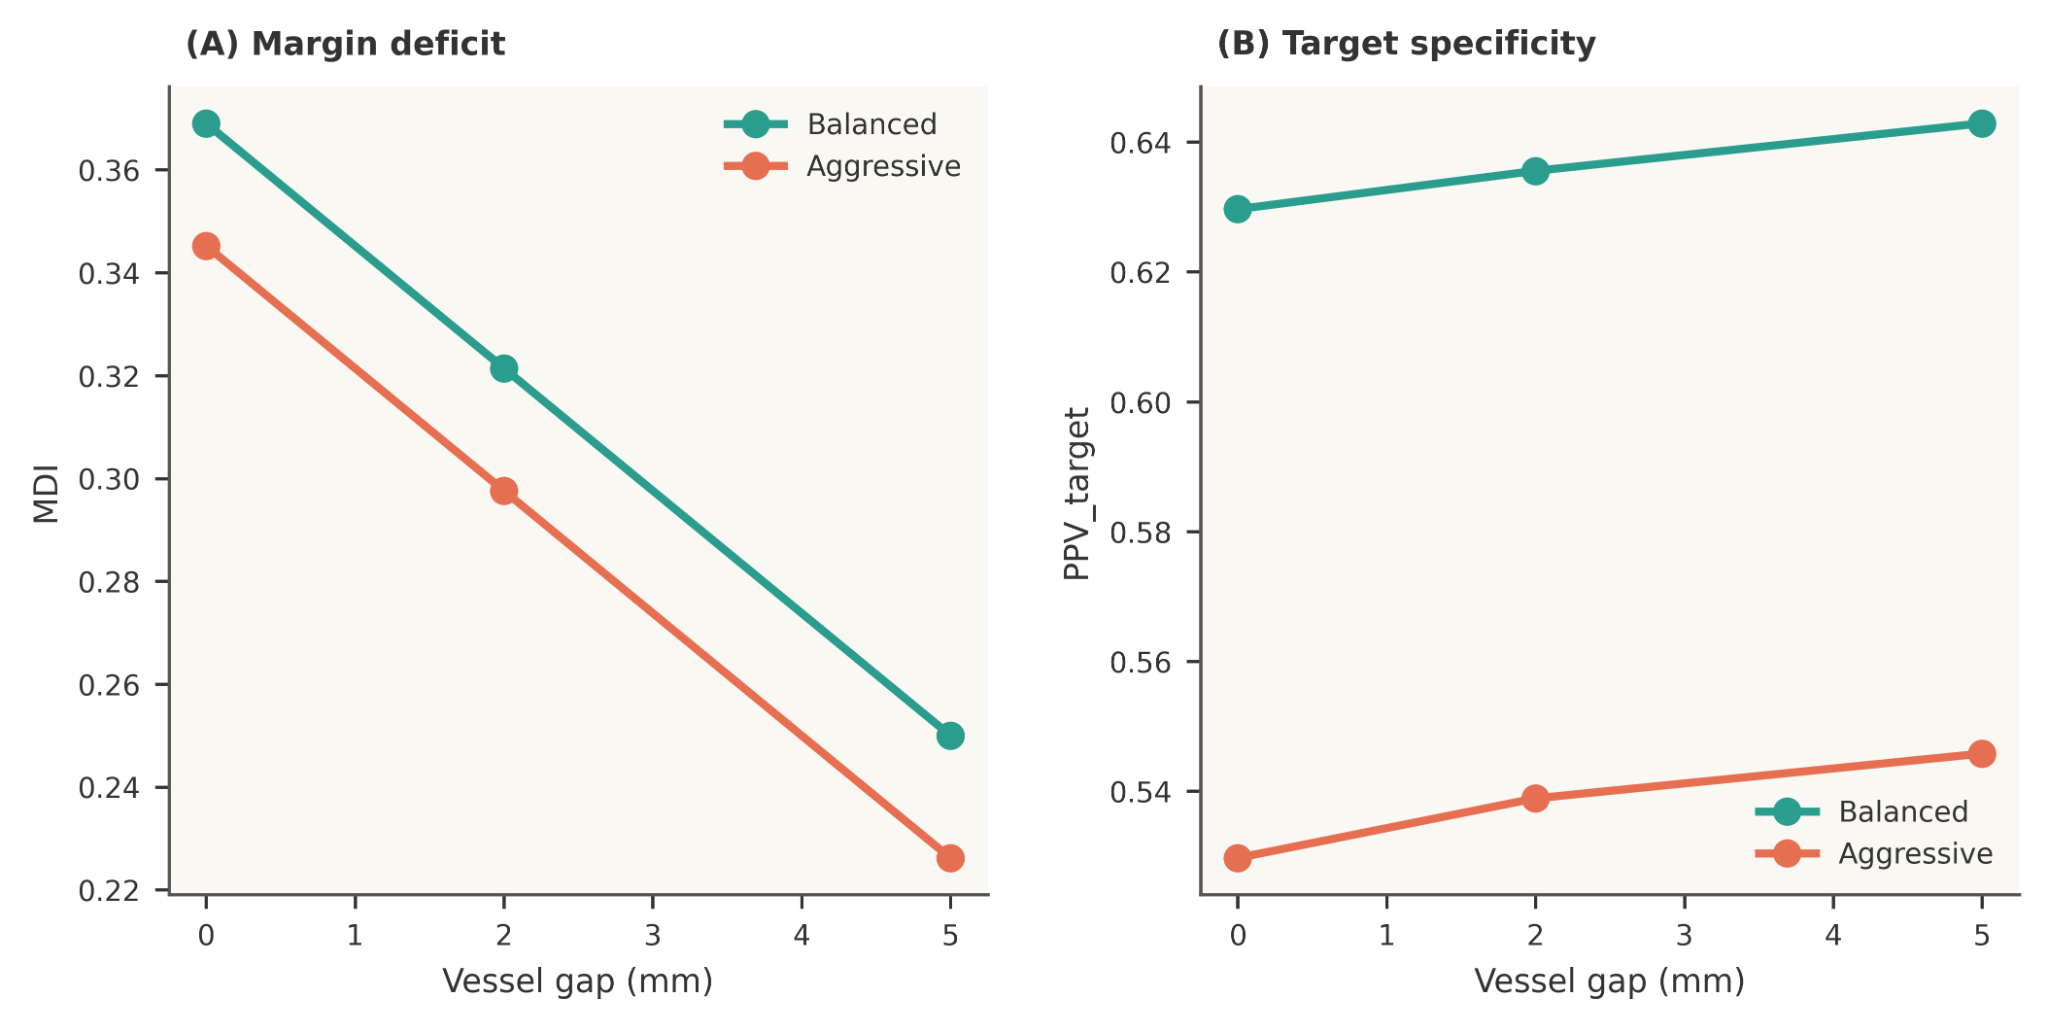 (A) Margin deficit
MDI
0.36
0.34
0.32
0.30
0.28
0.26
0.24
0.22
Balanced
Aggressive
0 1 2 3 4 5
Vessel gap (mm)
(B) Target specificity
PPV_target
0.64
0.62
0.60
0.58
0.56
0.54
Balanced
Aggressive
0 1 2 3 4 5
Vessel gap (mm)